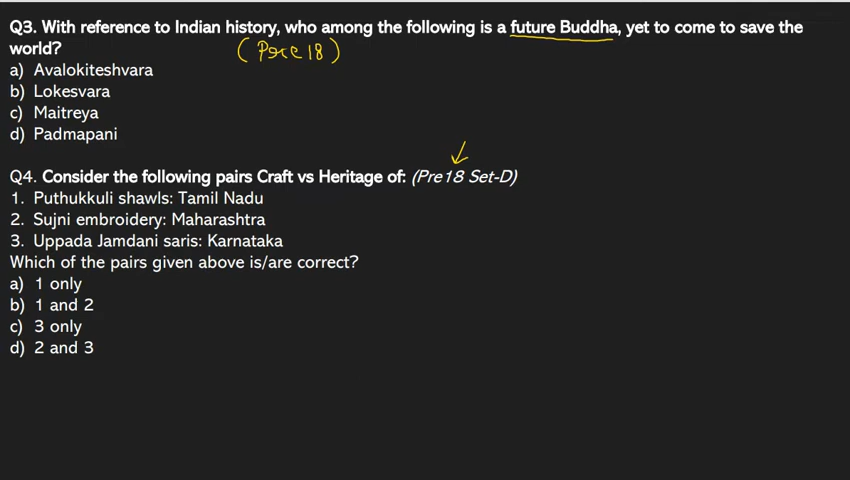 Q3. With reference to Indian history, who among the following is a future Buddha, yet to come to save the
world?
(Pre 18)
a) Avalokiteshvara
b) Lokesvara
c) Maitreya
d) Padmapani
Q4. Consider the following pairs Craft vs Heritage of: (Pre18 Set-D)
1. Puthukkuli shawls: Tamil Nadu
2. Sujni embroidery: Maharashtra
3. Uppada Jamdani saris: Karnataka
Which of the pairs given above is/are correct?
a) 1 only
b) 1 and 2
c) 3 only
d) 2 and 3